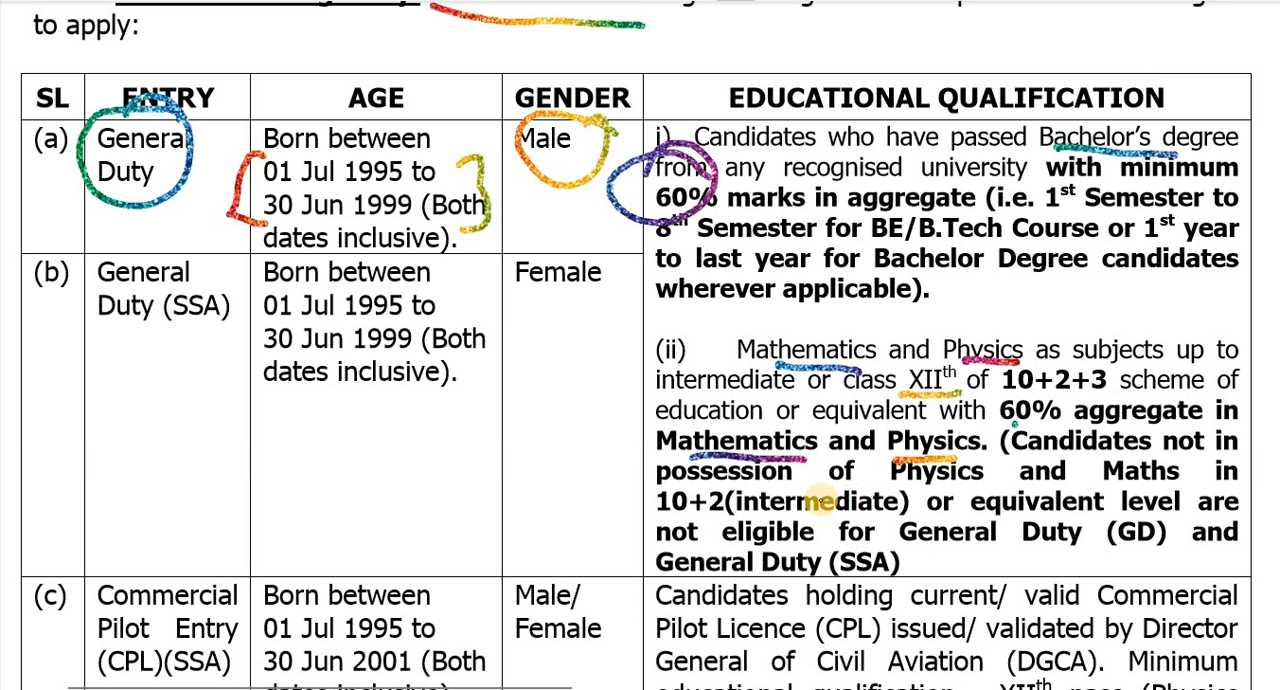 to apply:
SL ENTRY AGE GENDER EDUCATIONAL QUALIFICATION
(a) General Duty
Born between
01 Jul 1995 to
30 Jun 1999 (Both
dates inclusive).
Male
i) Candidates who have passed Bachelor's degree
from any recognised university with minimum
60% marks in aggregate (i.e. 1st Semester to
8th Semester for BE/B.Tech Course or 1st year
to last year for Bachelor Degree candidates
wherever applicable).
(ii) Mathematics and Physics as subjects up to
intermediate or class XIIth of 10+2+3 scheme of
education or equivalent with 60% aggregate in
Mathematics and Physics. (Candidates not in
possession of Physics and Maths in
10+2(intermediate) or equivalent level are
not eligible for General Duty (GD) and
General Duty (SSA)
(b) General
Duty (SSA)
Born between
01 Jul 1995 to
30 Jun 1999 (Both
dates inclusive).
Female
(c) Commercial
Pilot Entry
(CPL)(SSA)
Born between
01 Jul 1995 to
30 Jun 2001 (Both
Male/
Female
Candidates holding current/ valid Commercial
Pilot Licence (CPL) issued/ validated by Director
General of Civil Aviation (DGCA). Minimum